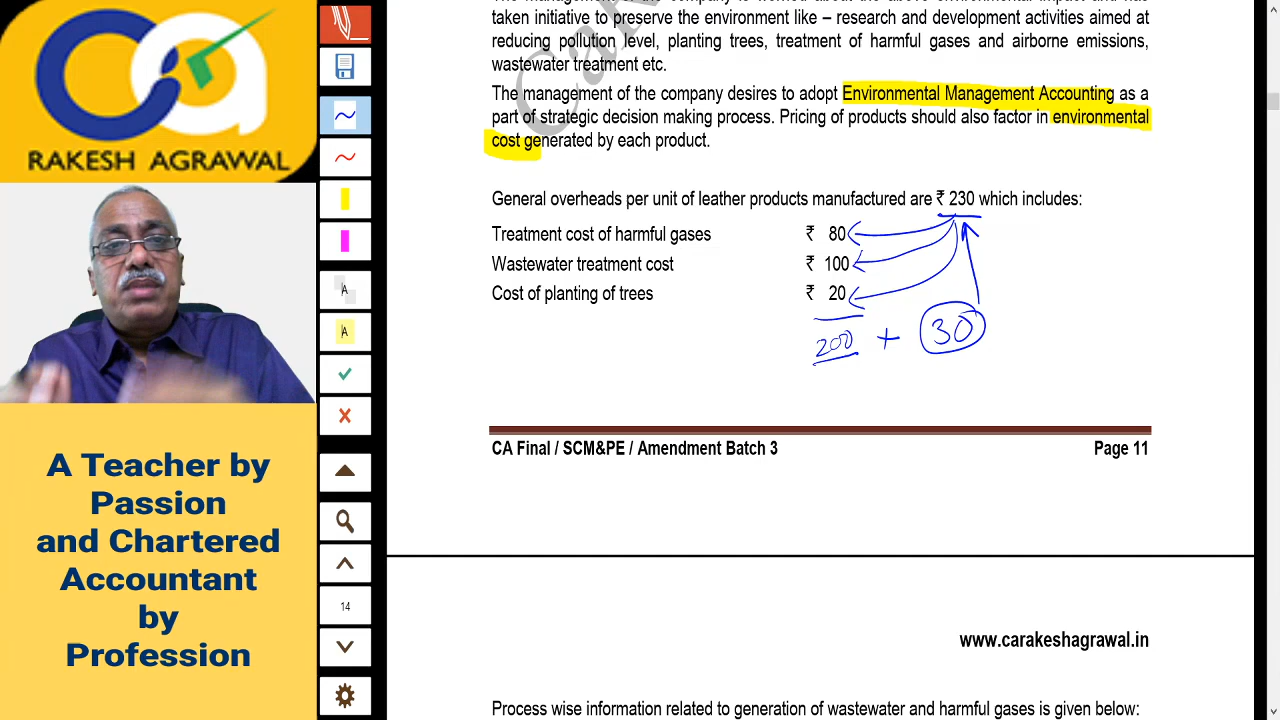 RAKESH AGRAWAL
A Teacher by
Passion
and Chartered
Accountant
by
Profession
A
A
14
taken initiative to preserve the environment like – research and development activities aimed at
reducing pollution level, planting trees, treatment of harmful gases and airborne emissions,
wastewater treatment etc.
The management of the company desires to adopt Environmental Management Accounting as a
part of strategic decision making process. Pricing of products should also factor in environmental
cost generated by each product.
General overheads per unit of leather products manufactured are ₹ 230 which includes:
Treatment cost of harmful gases ₹ 80
Wastewater treatment cost ₹ 100
Cost of planting of trees ₹ 20
200 + 30
CA Final / SCM&PE / Amendment Batch 3 Page 11
www.carakeshagrawal.in
Process wise information related to generation of wastewater and harmful gases is given below: